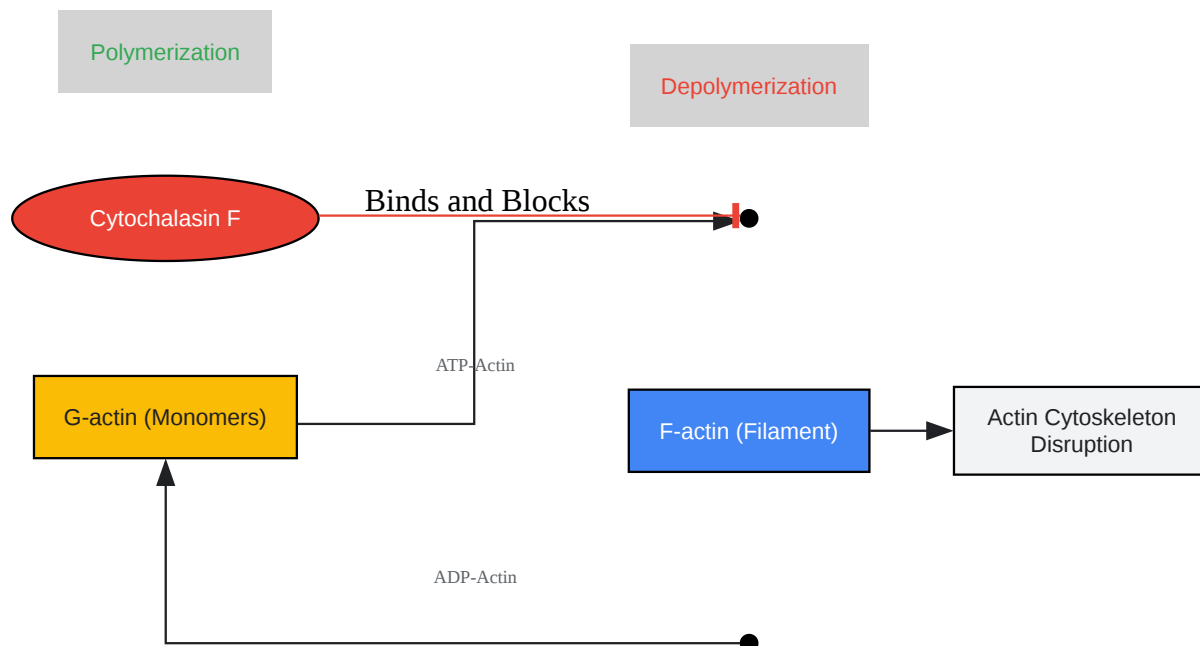 Polymerization
Depolymerization
Binds and Blocks
Cytochalasin F
ATP-Actin
G-actin (Monomers)
F-actin (Filament)
Actin Cytoskeleton
Disruption
ADP-Actin